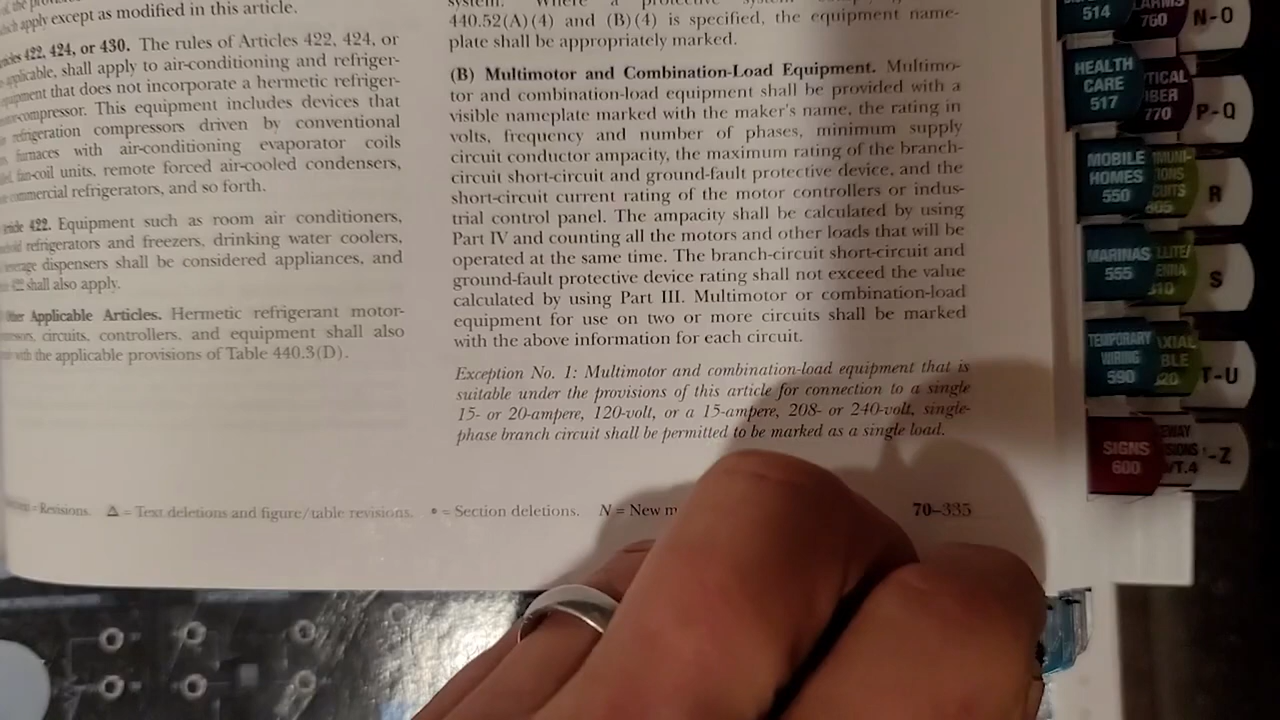 apply except as modified in this article.
422, 424, or 430. The rules of Articles 422, 424, or
applicable, shall apply to air-conditioning and refriger-
that does not incorporate a hermetic refriger-
compressor. This equipment includes devices that
refrigeration compressors driven by conventional
furnaces with air-conditioning evaporator coils
fan-coil units, remote forced air-cooled condensers,
commercial refrigerators, and so forth.
422. Equipment such as room air conditioners,
refrigerators and freezers, drinking water coolers,
dispensers shall be considered appliances, and
shall also apply.
Other Applicable Articles. Hermetic refrigerant motor-
circuits, controllers, and equipment shall also
with the applicable provisions of Table 440.3(D).
system. Where a protective system
440.52(A)(4) and (B)(4) is specified, the equipment name-
plate shall be appropriately marked.
(B) Multimotor and Combination-Load Equipment. Multimo-
tor and combination-load equipment shall be provided with a
visible nameplate marked with the maker's name, the rating in
volts, frequency and number of phases, minimum supply
circuit conductor ampacity, the maximum rating of the branch-
circuit short-circuit and ground-fault protective device, and the
short-circuit current rating of the motor controllers or indus-
trial control panel. The ampacity shall be calculated by using
Part IV and counting all the motors and other loads that will be
operated at the same time. The branch-circuit short-circuit and
ground-fault protective device rating shall not exceed the value
calculated by using Part III. Multimotor or combination-load
equipment for use on two or more circuits shall be marked
with the above information for each circuit.
Exception No. 1: Multimotor and combination-load equipment that is
suitable under the provisions of this article for connection to a single
15- or 20-ampere, 120-volt, or a 15-ampere, 208- or 240-volt, single-
phase branch circuit shall be permitted to be marked as a single load.
= Revisions. Δ = Text deletions and figure/table revisions. • = Section deletions. N = New m
70–335
514
760
N-O
HEALTH
CARE
517
TICAL
IBER
770
P-Q
MOBILE
HOMES
550
R
MARINAS
555
S
TEMPORARY
WIRING
590
T-U
SIGNS
600
-Z